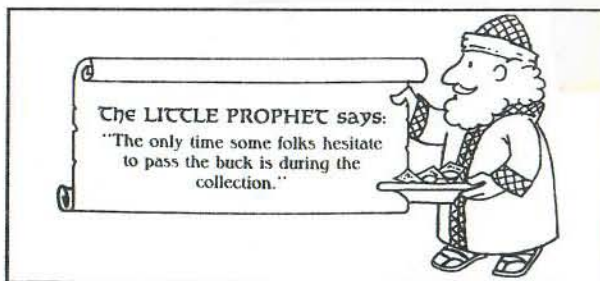 The LITTLE PROPHET says:
"The only time some folks hesitate
to pass the buck is during the
collection."